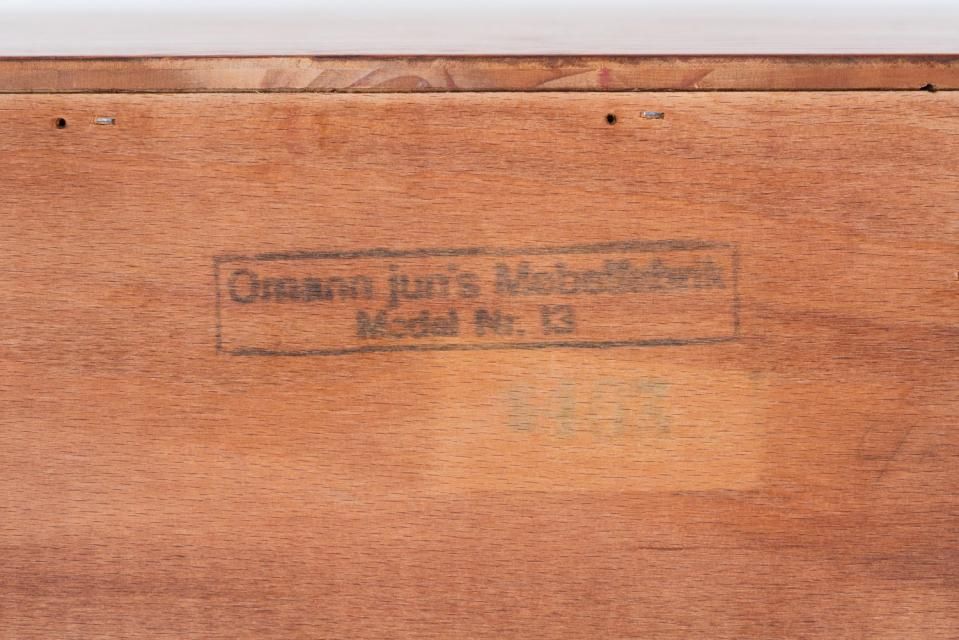 Omann jun's Møbelfabrik
Model Nr. 13